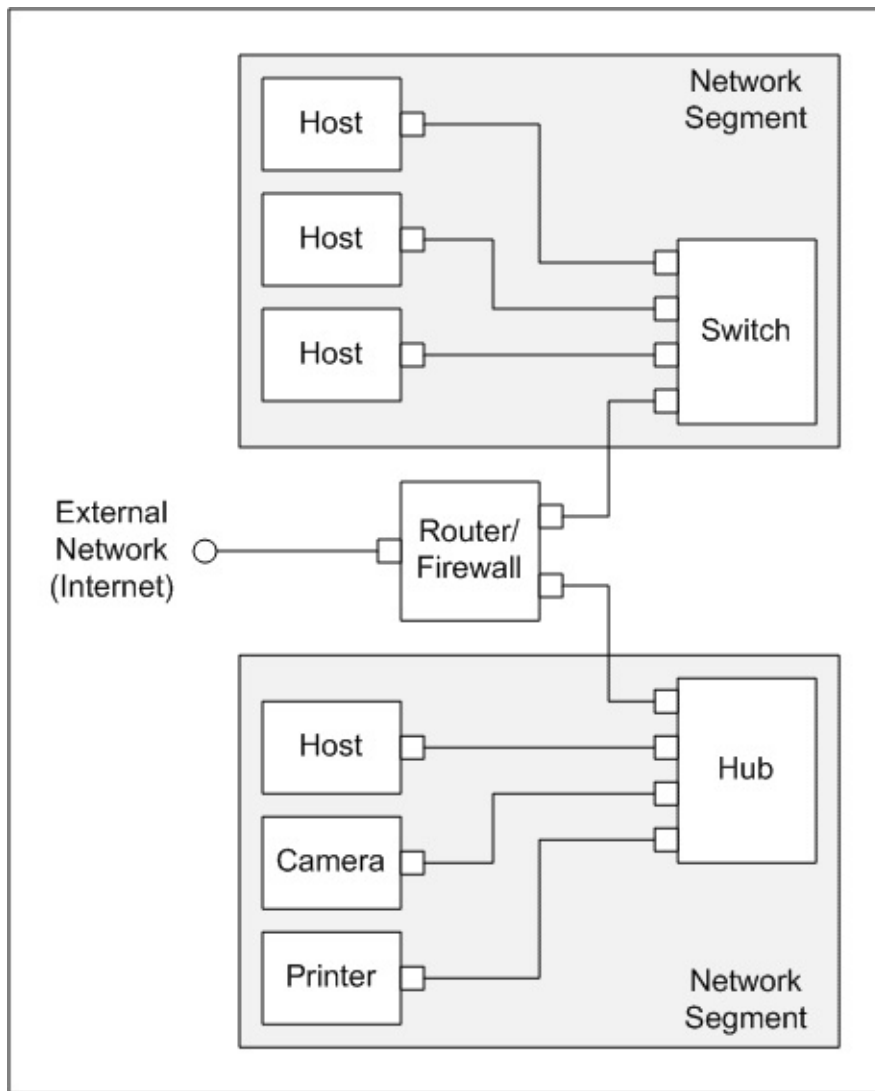 Network
Segment
Host
Host
Host
Switch
External
Network
(Internet)
Router/
Firewall
Host
Hub
Camera
Printer
Network
Segment